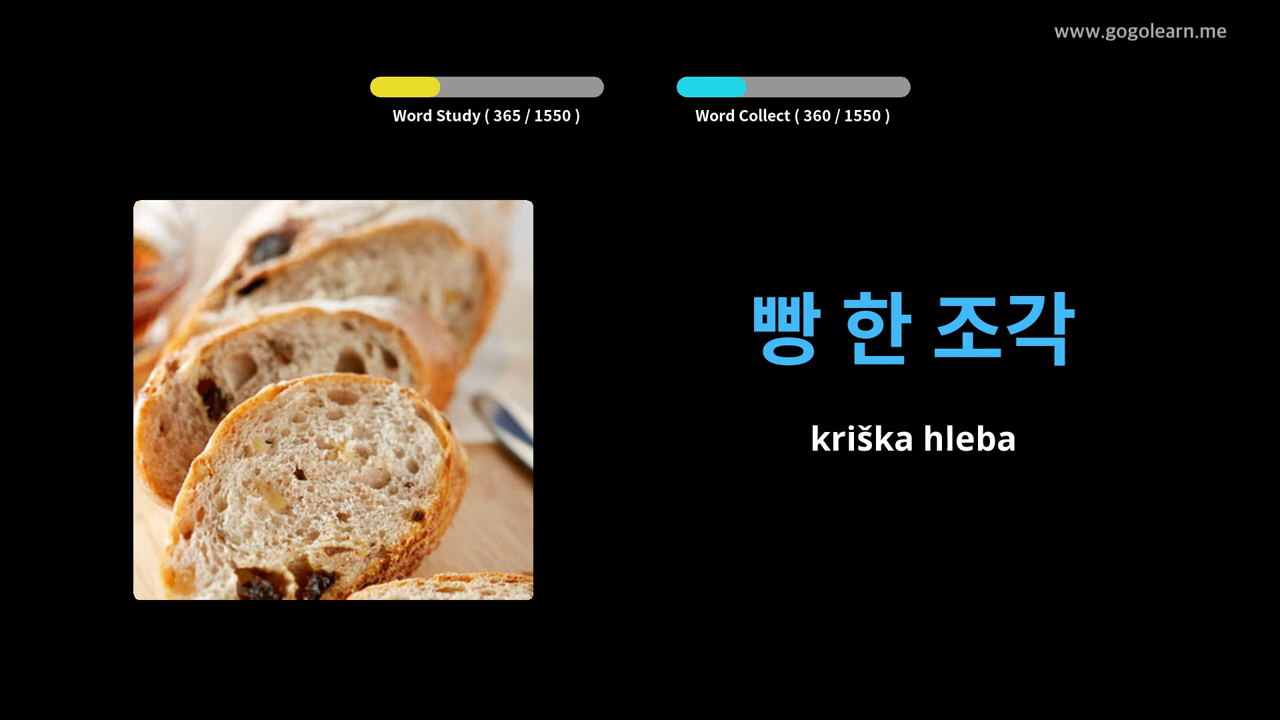 www.gogolearn.me
Word Study ( 365 / 1550 )
Word Collect ( 360 / 1550 )
빵 한 조각
kriška hleba